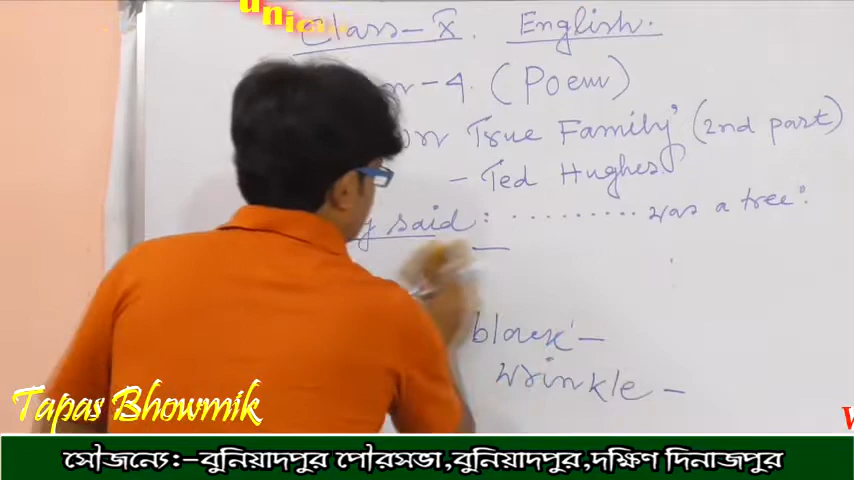 Class - X. English.
- 4. (Poem)
True Family' (2nd part)
- Ted Hughes
said : .......... was a tree :
black -
wrinkle -
Tapas Bhowmik
সৌজন্যে:-বুনিয়াদপুর পৌরসভা,বুনিয়াদপুর,দক্ষিণ দিনাজপুর